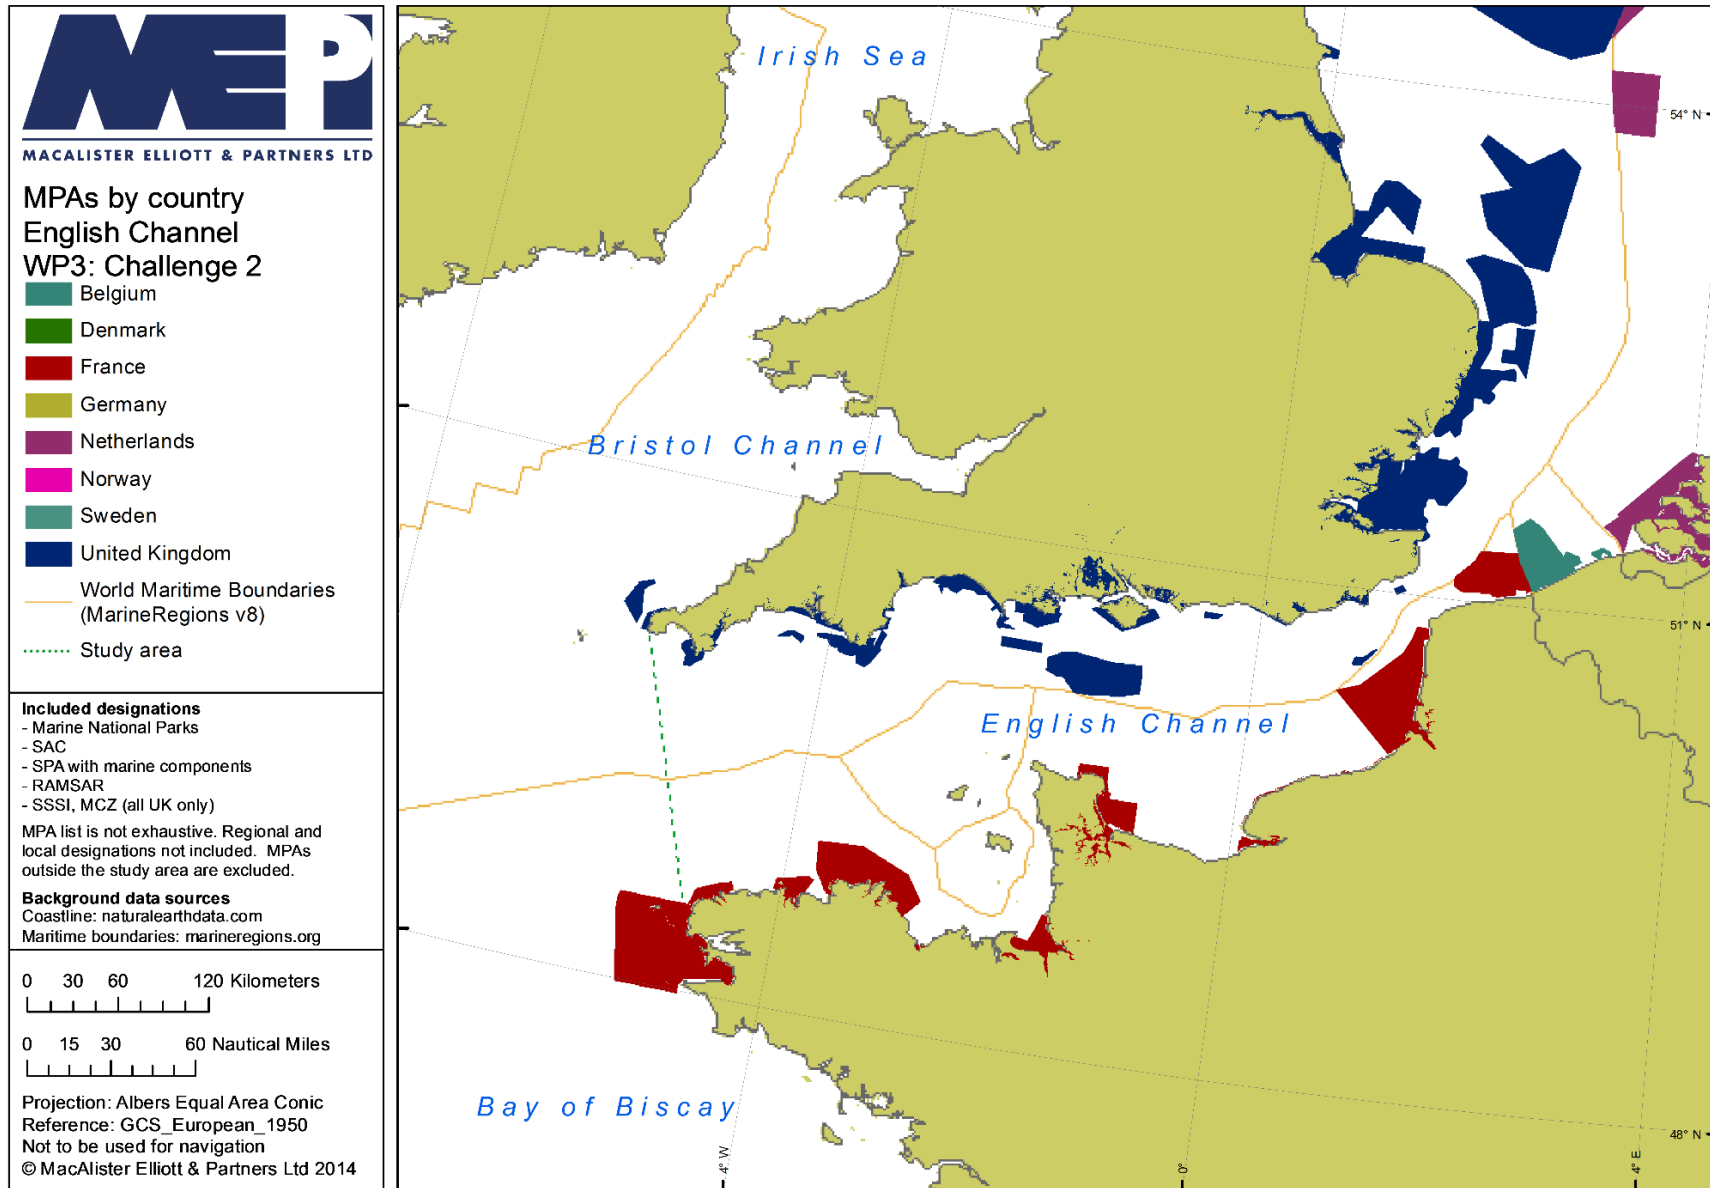 MEP
MACALISTER ELLIOTT & PARTNERS LTD
MPAs by country
English Channel
WP3: Challenge 2
Belgium
Denmark
France
Germany
Netherlands
Norway
Sweden
United Kingdom
World Maritime Boundaries
(MarineRegions v8)
Study area
Included designations
- Marine National Parks
- SAC
- SPA with marine components
- RAMSAR
- SSSI, MCZ (all UK only)
MPA list is not exhaustive. Regional and
local designations not included. MPAs
outside the study area are excluded.
Background data sources
Coastline: naturalearthdata.com
Maritime boundaries: marineregions.org
0 30 60 120 Kilometers
0 15 30 60 Nautical Miles
Projection: Albers Equal Area Conic
Reference: GCS_European_1950
Not to be used for navigation
© MacAlister Elliott & Partners Ltd 2014
Irish Sea
54° N
Bristol Channel
51° N
English Channel
Bay of Biscay
48° N
4° W
0°
4° E